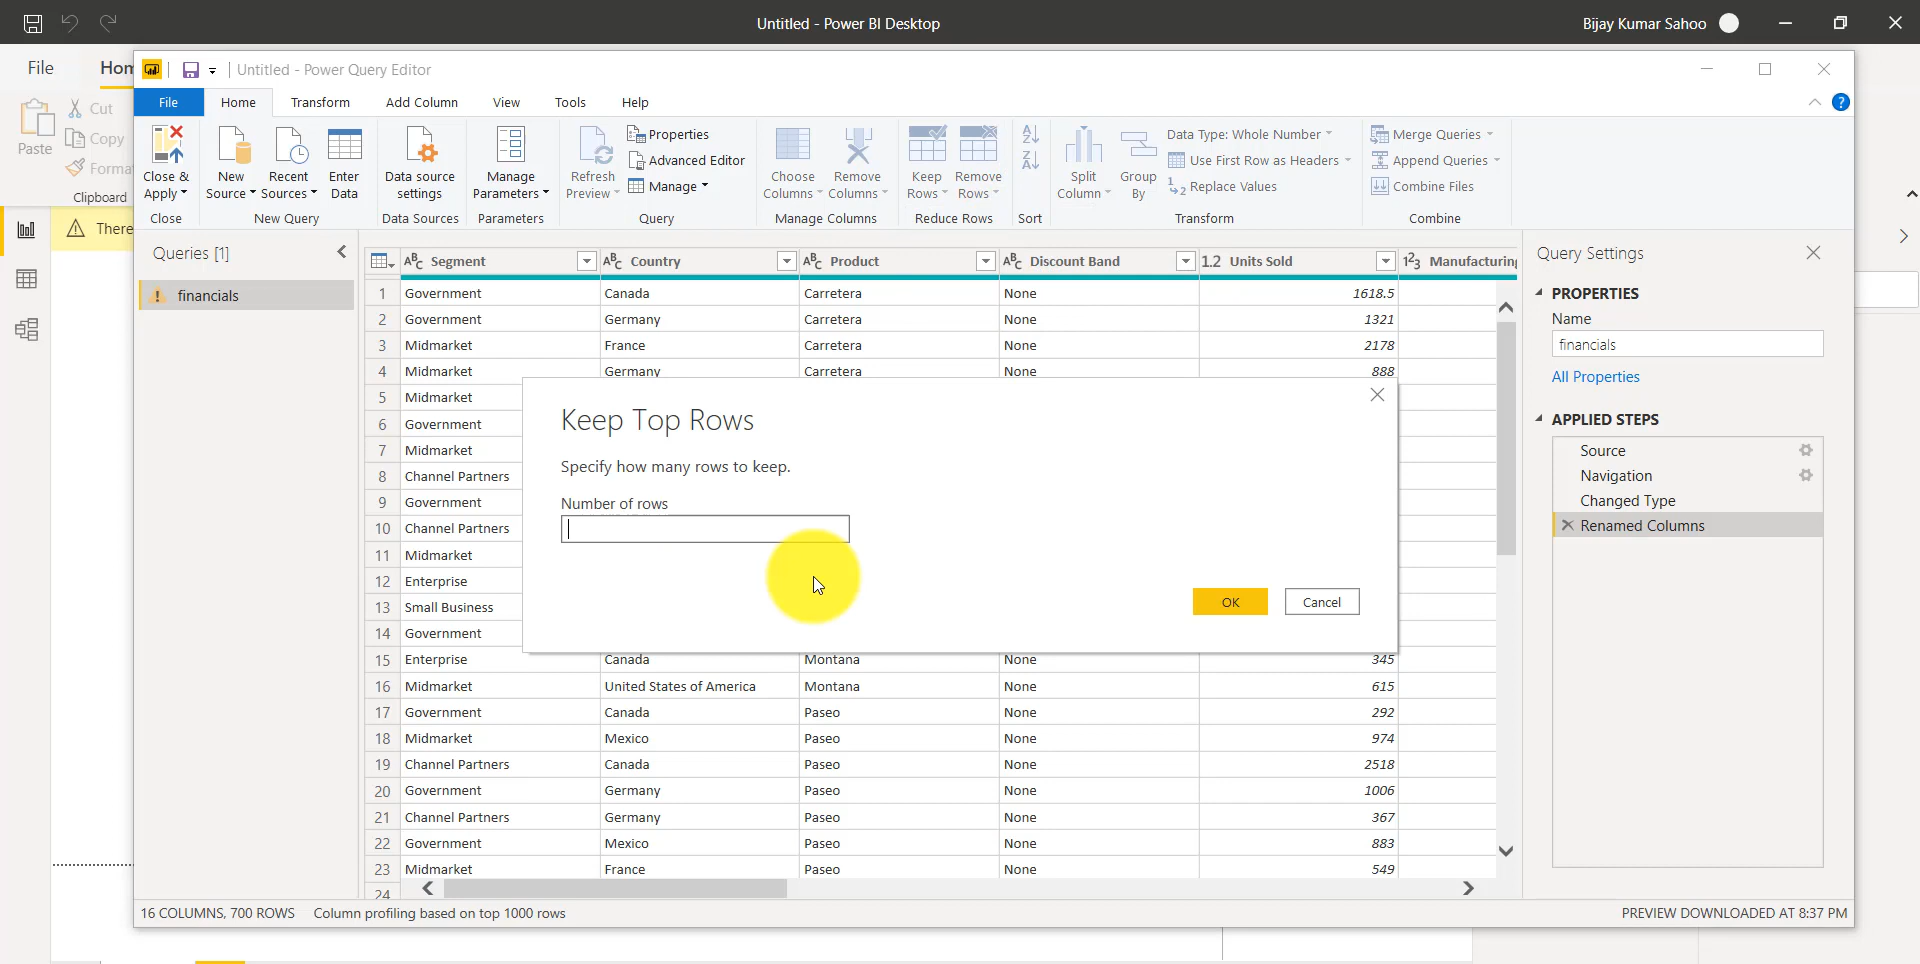 Untitled - Power BI Desktop
Bijay Kumar Sahoo
File
Hom
Untitled - Power Query Editor
Paste
Cut
Copy
Forma
Clipboard
There
File
Home
Transform
Add Column
View
Tools
Help
Close & Apply
Close
New Source
Recent Sources
Enter Data
New Query
Data source settings
Data Sources
Manage Parameters
Parameters
Refresh Preview
Properties
Advanced Editor
Manage
Query
Choose Columns
Remove Columns
Manage Columns
Keep Rows
Remove Rows
Reduce Rows
Sort
Split Column
Group By
Data Type: Whole Number
Use First Row as Headers
Replace Values
Transform
Merge Queries
Append Queries
Combine Files
Combine
Queries [1]
financials
Segment Country Product Discount Band 1.2 Units Sold Manufacturing
1 Government Canada Carretera None 1618.5
2 Government Germany Carretera None 1321
3 Midmarket France Carretera None 2178
4 Midmarket Germany Carretera None 888
5 Midmarket
6 Government
7 Midmarket
8 Channel Partners
9 Government
10 Channel Partners
11 Midmarket
12 Enterprise
13 Small Business
14 Government
15 Enterprise Canada Montana None 345
16 Midmarket United States of America Montana None 615
17 Government Canada Paseo None 292
18 Midmarket Mexico Paseo None 974
19 Channel Partners Canada Paseo None 2518
20 Government Germany Paseo None 1006
21 Channel Partners Germany Paseo None 367
22 Government Mexico Paseo None 883
23 Midmarket France Paseo None 549
24
Keep Top Rows
Specify how many rows to keep.
Number of rows
OK
Cancel
Query Settings
PROPERTIES
Name
financials
All Properties
APPLIED STEPS
Source
Navigation
Changed Type
Renamed Columns
16 COLUMNS, 700 ROWS
Column profiling based on top 1000 rows
PREVIEW DOWNLOADED AT 8:37 PM